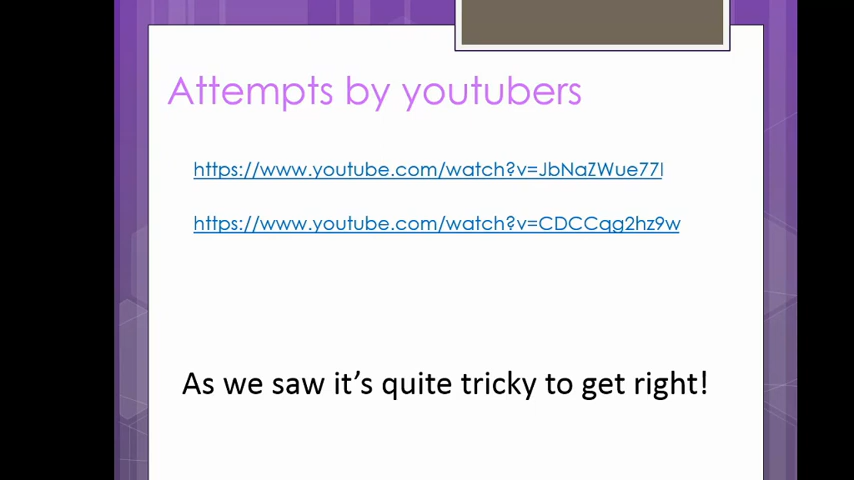 Attempts by youtubers
https://www.youtube.com/watch?v=JbNaZWue77I
https://www.youtube.com/watch?v=CDCCqg2hz9w
As we saw it’s quite tricky to get right!